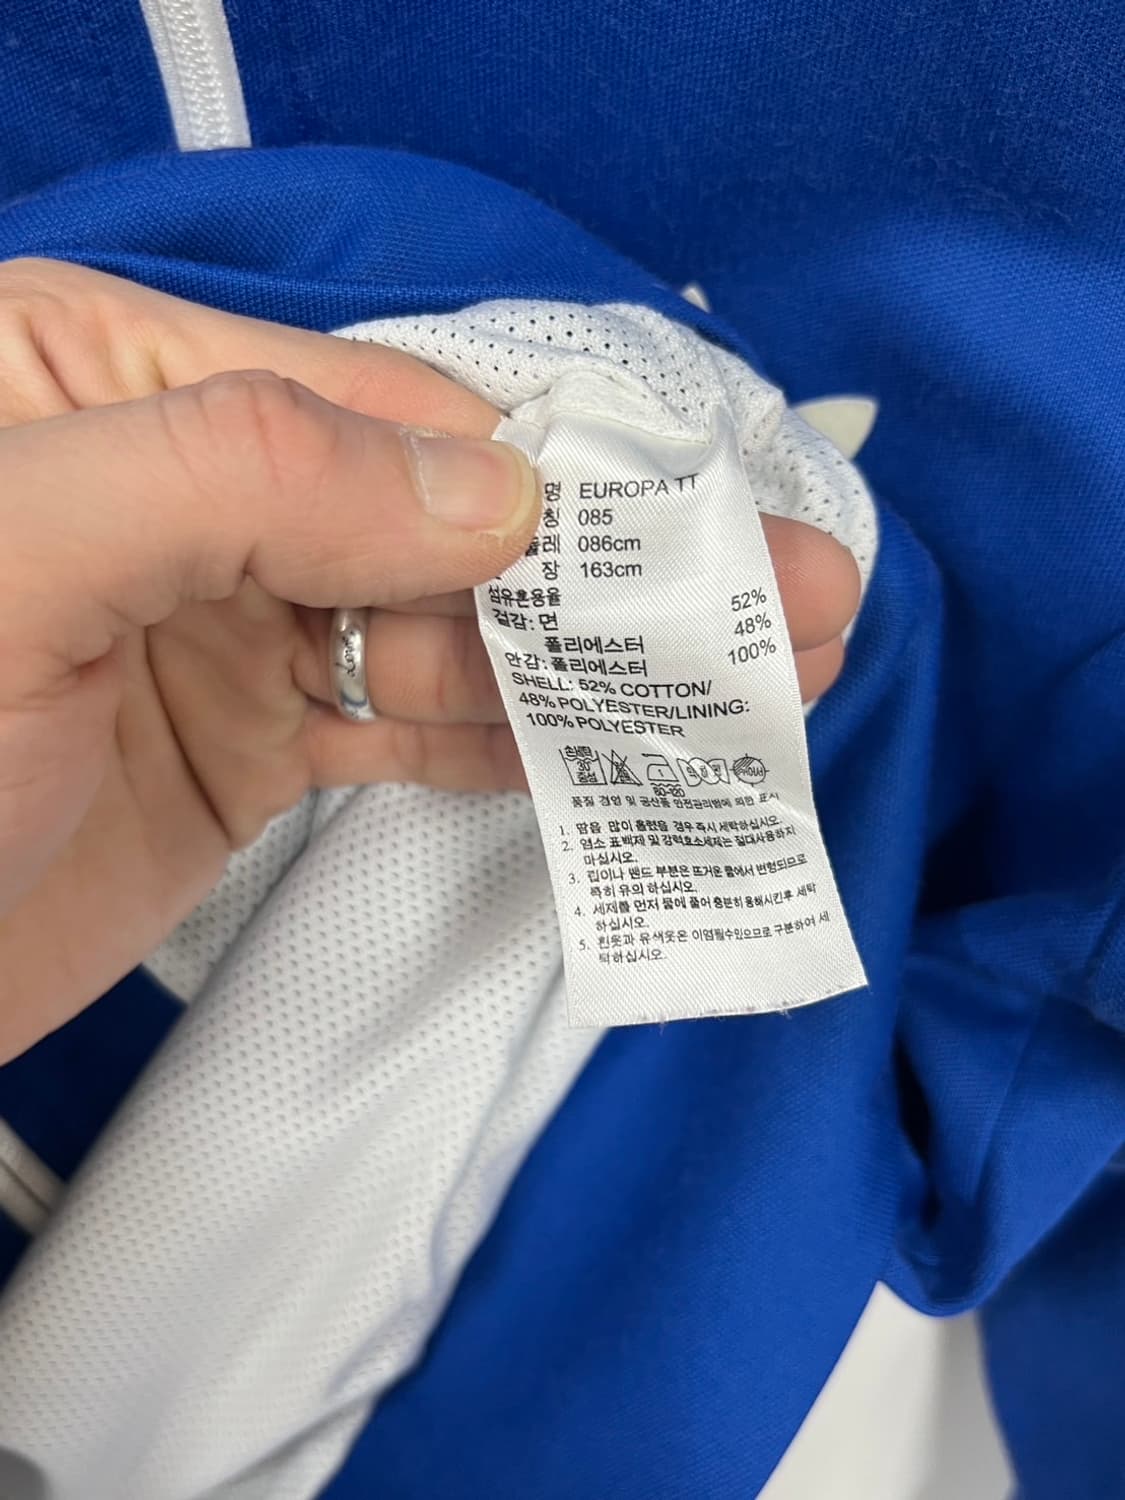 명 EUROPA TT
칭 085
둘레 086cm
장 163cm
섬유혼용율
겉감: 면 52%
폴리에스터 48%
안감: 폴리에스터 100%
SHELL: 52% COTTON/
48% POLYESTER/LINING:
100% POLYESTER
손세탁
30°
중성
80-120
품질 경영 및 공산품 안전관리법에 의한 표시
1. 땀을 많이 흘렸을 경우 즉시 세탁하십시오.
2. 염소 표백제 및 강력효소세제는 절대사용하지
마십시오.
3. 립이나 밴드 부분은 뜨거운 물에서 변형되므로
특히 유의 하십시오.
4. 세제를 먼저 물에 풀어 충분히 용해시킨후 세탁
하십시오.
5. 흰옷과 유색옷은 이염될수있으므로 구분하여 세
탁하십시오.